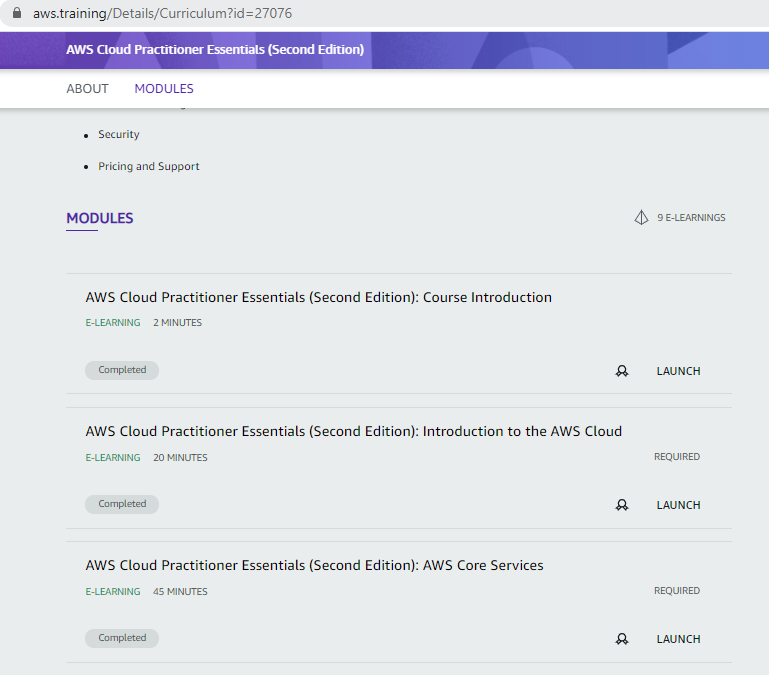 aws.training/Details/Curriculum?id=27076
AWS Cloud Practitioner Essentials (Second Edition)
ABOUT MODULES
Security
Pricing and Support
MODULES
9 E-LEARNINGS
AWS Cloud Practitioner Essentials (Second Edition): Course Introduction
E-LEARNING 2 MINUTES
Completed
LAUNCH
AWS Cloud Practitioner Essentials (Second Edition): Introduction to the AWS Cloud
E-LEARNING 20 MINUTES
REQUIRED
Completed
LAUNCH
AWS Cloud Practitioner Essentials (Second Edition): AWS Core Services
E-LEARNING 45 MINUTES
REQUIRED
Completed
LAUNCH